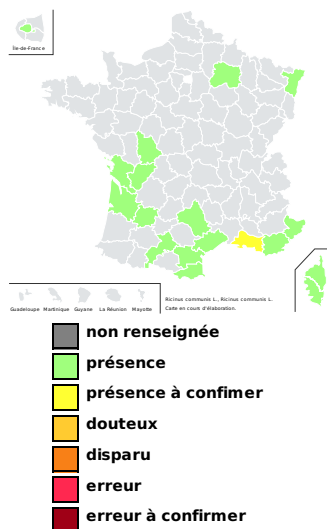 Île-de-France
Guadeloupe Martinique Guyane La Réunion Mayotte
Ricinus communis L., Ricinus communis L.
Carte en cours d'élaboration.
non renseignée
présence
présence à confimer
douteux
disparu
erreur
erreur à confirmer